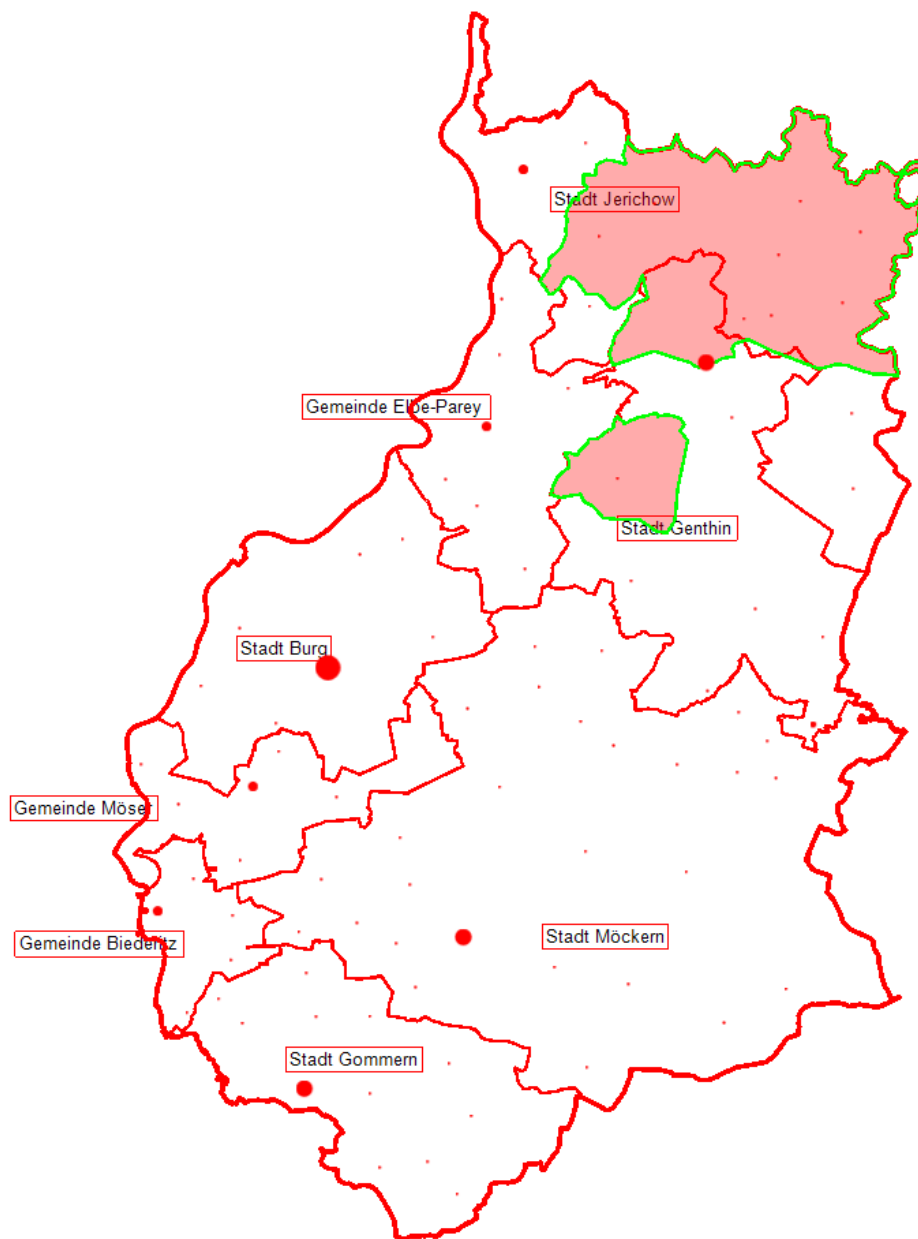 Stadt Jerichow
Gemeinde Elbe-Parey
Stadt Genthin
Stadt Burg
Gemeinde Möser
Gemeinde Biederitz
Stadt Möckern
Stadt Gommern